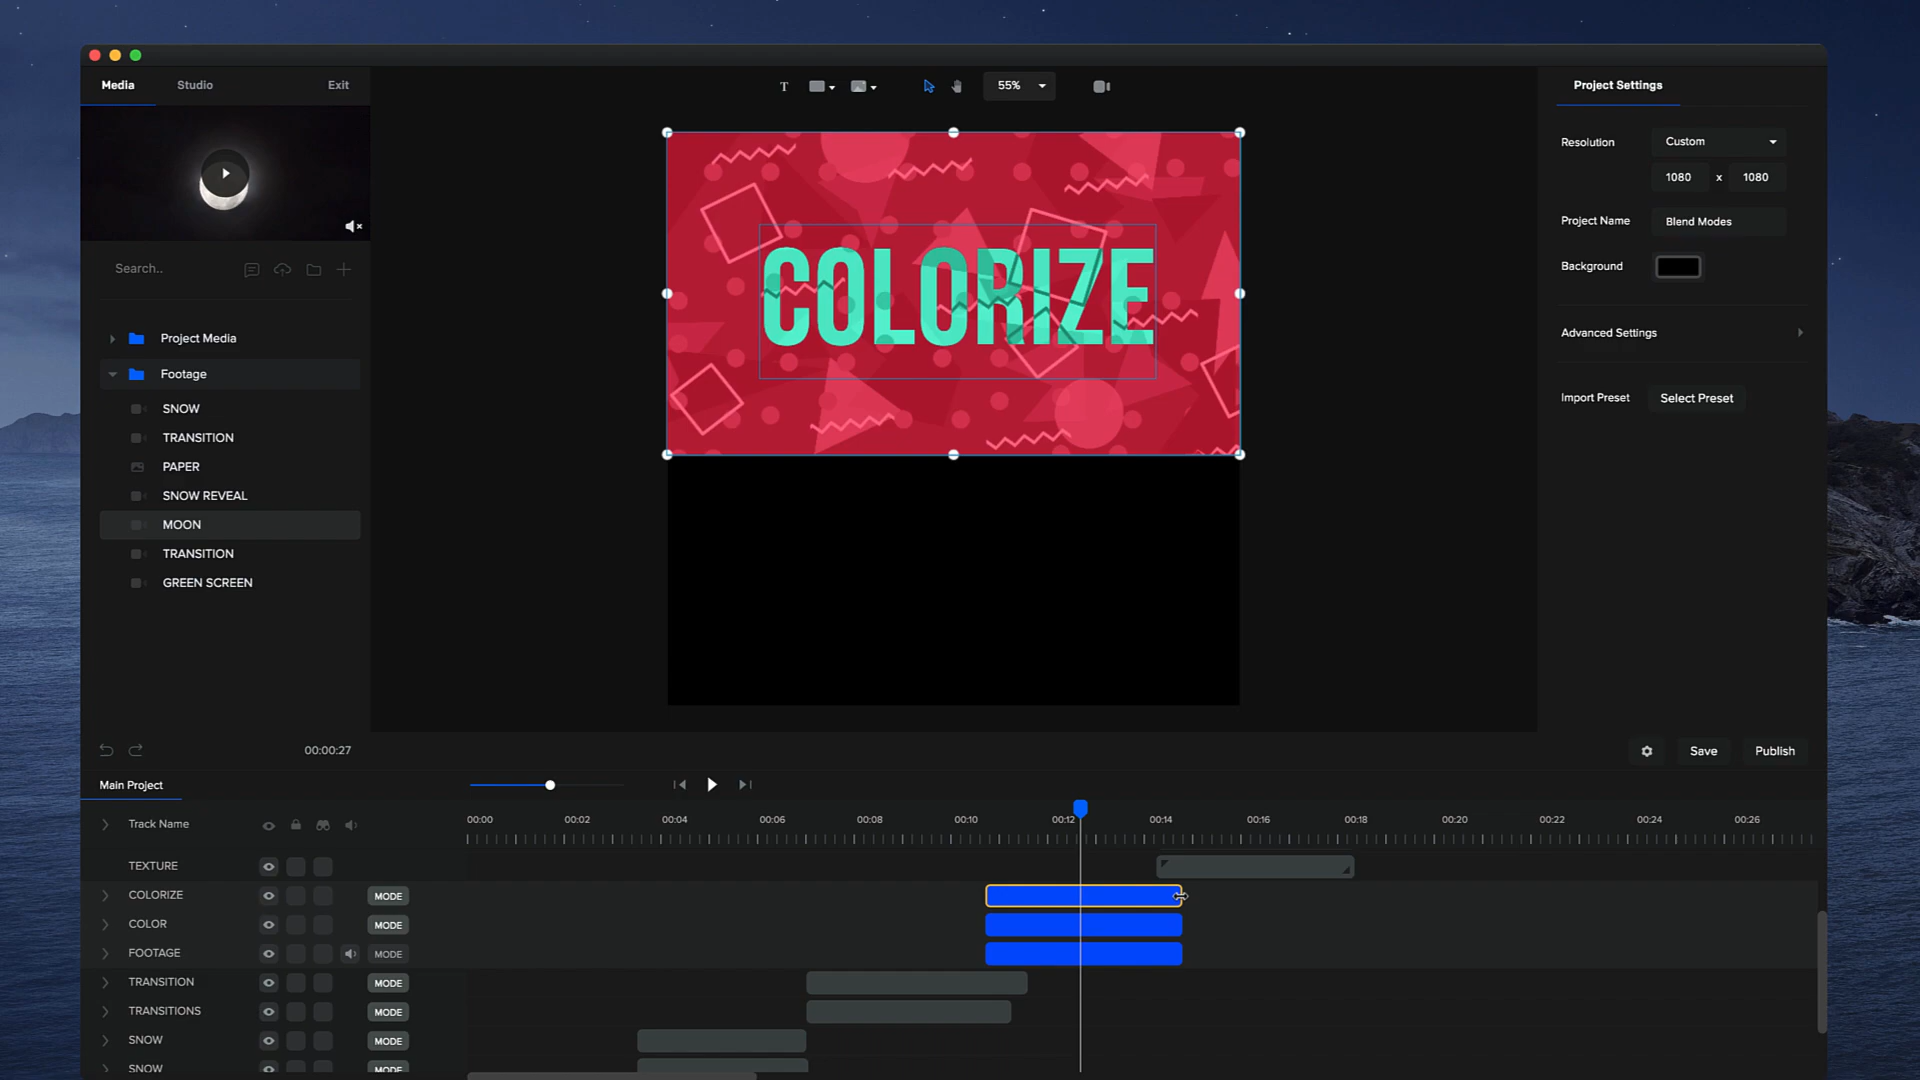 Media Studio Exit
T 55%
Project Settings
Resolution Custom
1080 x 1080
Project Name Blend Modes
Background
Advanced Settings
Import Preset Select Preset
COLORIZE
Search..
Project Media
Footage
SNOW
TRANSITION
PAPER
SNOW REVEAL
MOON
TRANSITION
GREEN SCREEN
00:00:27
Save Publish
Main Project
Track Name
00:00 00:02 00:04 00:06 00:08 00:10 00:12 00:14 00:16 00:18 00:20 00:22 00:24 00:26
TEXTURE
COLORIZE MODE
COLOR MODE
FOOTAGE MODE
TRANSITION MODE
TRANSITIONS MODE
SNOW MODE
SNOW MODE